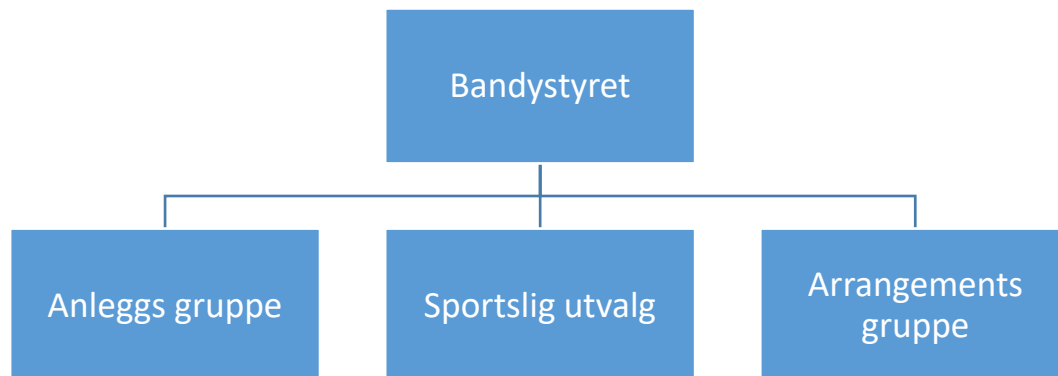 Bandystyret
Anleggs gruppe
Sportslig utvalg
Arrangements
gruppe